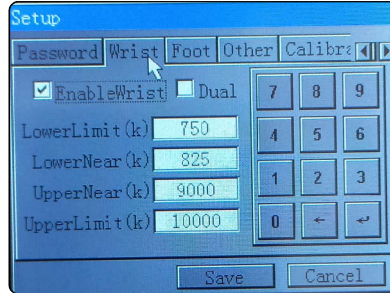 Setup
Password Wrist Foot Other Calibra
EnableWrist Dual
LowerLimit(k) 750
LowerNear(k) 825
UpperNear(k) 9000
UpperLimit(k) 10000
7 8 9
4 5 6
1 2 3
0 ← ↵
Save Cancel